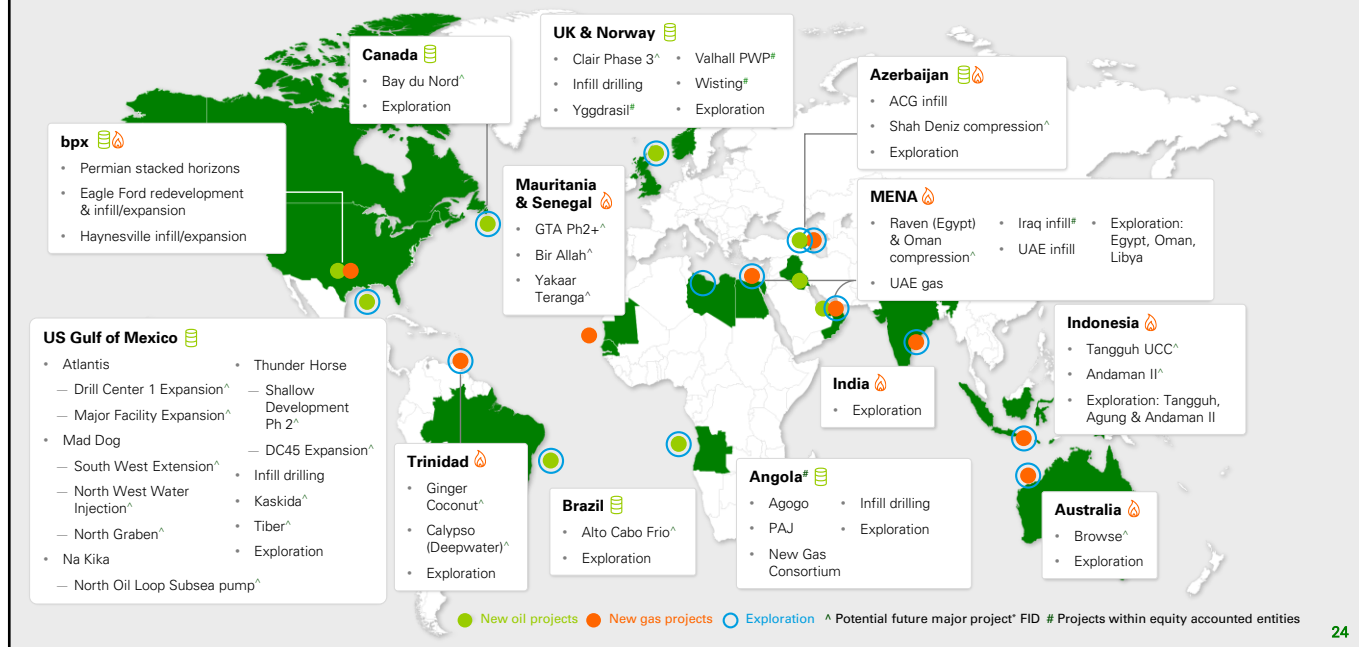 Canada
• Bay du Nord^
• Exploration
UK & Norway
• Clair Phase 3^
• Infill drilling
• Yggdrasil#
• Valhall PWP#
• Wisting#
• Exploration
Azerbaijan
• ACG infill
• Shah Deniz compression^
• Exploration
bpx
• Permian stacked horizons
• Eagle Ford redevelopment
& infill/expansion
• Haynesville infill/expansion
Mauritania
& Senegal
• GTA Ph2+^
• Bir Allah^
• Yakaar
Teranga^
MENA
• Raven (Egypt)
& Oman
compression^
• UAE gas
• Iraq infill#
• UAE infill
• Exploration:
Egypt, Oman,
Libya
US Gulf of Mexico
• Atlantis
— Drill Center 1 Expansion^
— Major Facility Expansion^
• Mad Dog
— South West Extension^
— North West Water
Injection^
— North Graben^
• Na Kika
— North Oil Loop Subsea pump^
• Thunder Horse
— Shallow
Development
Ph 2^
— DC45 Expansion^
• Infill drilling
• Kaskida^
• Tiber^
• Exploration
Indonesia
• Tangguh UCC^
• Andaman II^
• Exploration: Tangguh,
Agung & Andaman II
India
• Exploration
Trinidad
• Ginger
Coconut^
• Calypso
(Deepwater)^
• Exploration
Brazil
• Alto Cabo Frio^
• Exploration
Angola#
• Agogo
• PAJ
• New Gas
Consortium
• Infill drilling
• Exploration
Australia
• Browse^
• Exploration
New oil projects New gas projects Exploration ^ Potential future major project* FID # Projects within equity accounted entities
24